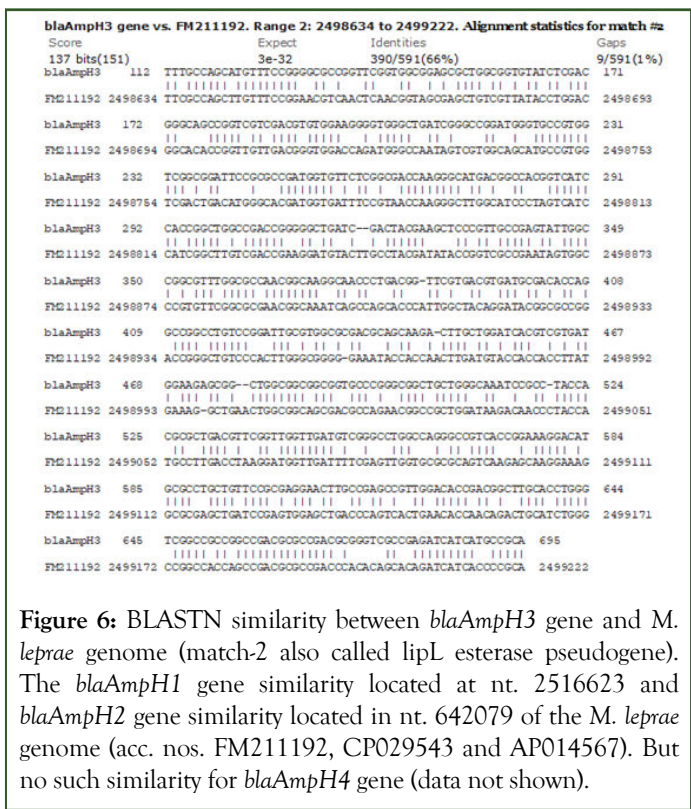 blaAmpH3 gene vs. FM211192. Range 2: 2498634 to 2499222. Alignment statistics for match #2
Score Expect Identities Gaps
137 bits(151) 3e-32 390/591(66%) 9/591(1%)
blaAmpH3 112 TTTGCCAGCATGTTTCCGGGGCGCCGGTTCGGTGGCGGAGCGCTGGCGGTGTATCTCGAC 171
FM211192 2498634 TTCGCCAGCTTGTTTCCGGAACGTCAACTCAACGGTAGCGAGCTGTCGTTATACCTGGAC 2498693
blaAmpH3 172 GGGCAGCCGGTCGTCGACGTGTGGAAGGGGTGGGCTGATCGGGCCGGATGGGTGCCGTGG 231
FM211192 2498694 GGCACACCGGTTGTTGACGGGTGGACCAGATGGGCCAATAGTCGTGGCAGCATGCCGTGG 2498753
blaAmpH3 232 TCGGCGGATTCCGCGCCGATGGTGTTCTCGGCGACCAAGGGCATGACGGCCACGGTCATC 291
FM211192 2498754 TCGACTGACATGGGCACGATGGTGATTTCCGTAACCAAGGGCTTGGCATCCCTAGTCATC 2498813
blaAmpH3 292 CACCGGCTGGCCGACCGGGGGCTGATC--GACTACGAAGCTCCCGTTGCCGAGTATTGGC 349
FM211192 2498814 CATCGGCTTGTCGACCGAAGGATGTACTTGCCTACGATATACCGGTCGCCGAATAGTGGC 2498873
blaAmpH3 350 CGGCGTTTGGCGCCAACGGCAAGGCAACCCTGACGG-TTCGTGACGTGATGCGACACCAG 408
FM211192 2498874 CCGTGTTCGGCGCGAACGGCAAATCAGCCAGCACCCATTGGCTACAGGATACGGCGCCGG 2498933
blaAmpH3 409 GCCGGCCTGTCCGGATTGCGTGGCGCGACGCAGCAAGA-CTTGCTGGATCACGTCGTGAT 467
FM211192 2498934 ACCGGGCTGTCCCACTTGGGCGGGG-GAAATACCACCAACTTGATGTACCACCACCTTAT 2498992
blaAmpH3 468 GGAAGAGCGG--CTGGCGGCGGCGGTGCCCGGGCGGCTGCTGGGCAAATCCGCC-TACCA 524
FM211192 2498993 GAAAG-GCTGAACTGGCGGCAGCGACGCCAGAACGGCCGCTGGATAAGACAACCCTACCA 2499051
blaAmpH3 525 CGCGCTGACGTTCGGTTGGTTGATGTCGGGCCTGGCCAGGGCCGTCACCGGAAAGGACAT 584
FM211192 2499052 TGCCTTGACCTAAGGATGGTTGATTTTCGAGTTGGTGCGCGCAGTCAAGAGCAAGGAAAG 2499111
blaAmpH3 585 GCGCCTGCTGTTCCGCGAGGAACTTGCCGAGCCGTTGGACACCGACGGCTTGCACCTGGG 644
FM211192 2499112 GCGCGAGCTGATCCGAGTGGAGCTGACCCAGTCACTGAACACCAACAGACTGCATCTGGG 2499171
blaAmpH3 645 TCGGCCGCCGGCCGACGCGCCGACGCGGGTCGCCGAGATCATCATGCCGCA 695
FM211192 2499172 CCGGCCACCAGCCGACGCGCCGACCCACACAGCACAGATCATCACCCCGCA 2499222
Figure 6: BLASTN similarity between blaAmpH3 gene and M.
leprae genome (match-2 also called lipL esterase pseudogene).
The blaAmpH1 gene similarity located at nt. 2516623 and
blaAmpH2 gene similarity located in nt. 642079 of the M. leprae
genome (acc. nos. FM211192, CP029543 and AP014567). But
no such similarity for blaAmpH4 gene (data not shown).